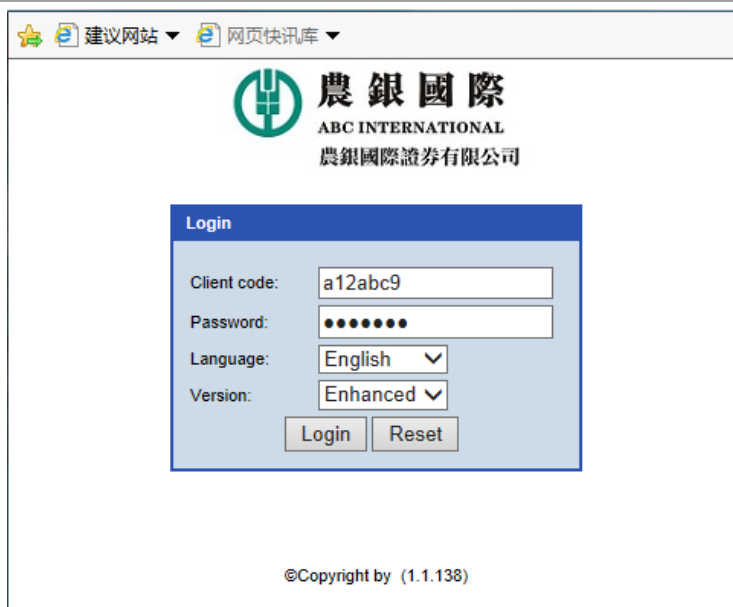 建议网站 ▼ 网页快讯库 ▼
農銀國際
ABC INTERNATIONAL
農銀國際證券有限公司
Login
Client code: a12abc9
Password: ●●●●●●●
Language: English
Version: Enhanced
Login Reset
©Copyright by (1.1.138)